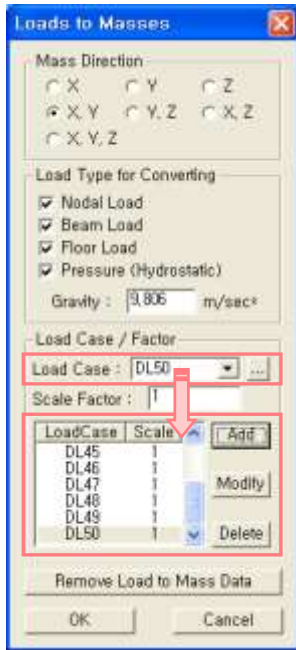 Loads to Masses
Mass Direction
X Y Z
X, Y Y, Z X, Z
X, Y, Z
Load Type for Converting
Nodal Load
Beam Load
Floor Load
Pressure (Hydrostatic)
Gravity : 9,806 m/sec²
Load Case / Factor
Load Case : DL50 ...
Scale Factor : 1
LoadCase Scale Add
DL45 1
DL46 1
DL47 1 Modify
DL48 1
DL49 1
DL50 1 Delete
Remove Load to Mass Data
OK Cancel